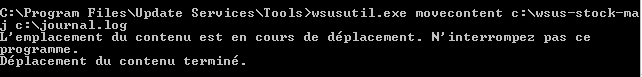 C:\Program Files\Update Services\Tools>wsusutil.exe movecontent c:\wsus-stock-ma
j c:\journal.log
L'emplacement du contenu est en cours de déplacement. N'interrompez pas ce
programme.
Déplacement du contenu terminé.